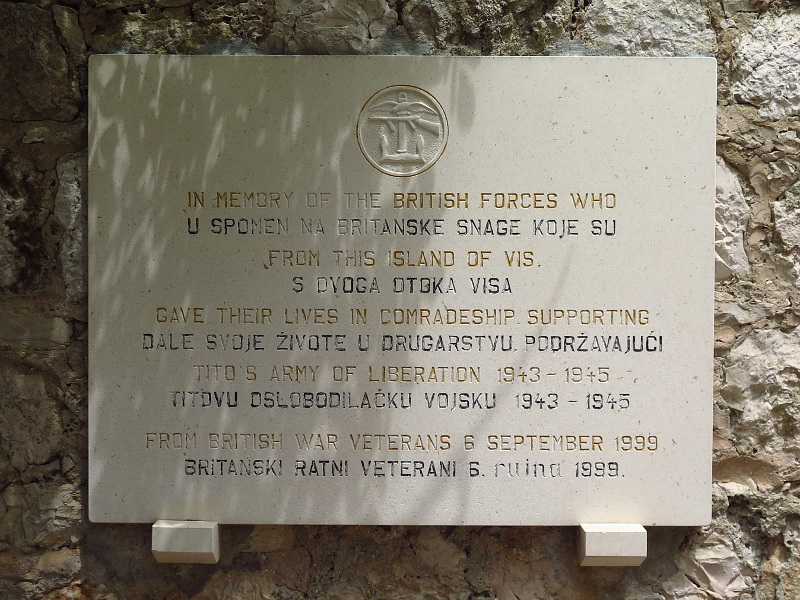 IN MEMORY OF THE BRITISH FORCES WHO
U SPOMEN NA BRITANSKE SNAGE KOJE SU
FROM THIS ISLAND OF VIS.
S OVOGA OTOKA VISA
GAVE THEIR LIVES IN COMRADESHIP. SUPPORTING
DALE SVOJE ŽIVOTE U DRUGARSTVU. PODRŽAVAJUĆI
TITO'S ARMY OF LIBERATION 1943 - 1945
TITOVU OSLOBODILAČKU VOJSKU 1943 - 1945
FROM BRITISH WAR VETERANS 6 SEPTEMBER 1999
BRITANSKI RATNI VETERANI 6. rujna 1999.